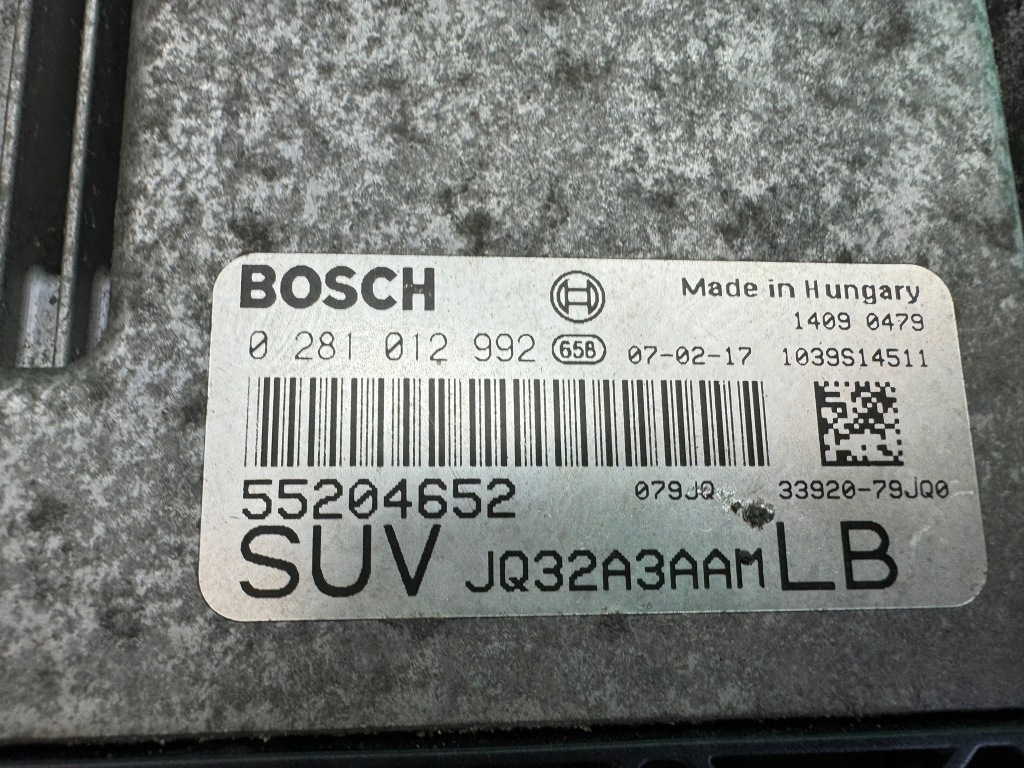 BOSCH Made in Hungary
1409 0479
0 281 012 992 658 07-02-17 1039S14511
55204652 079JQ 33920-79JQ0
SUV JQ32A3AAM LB